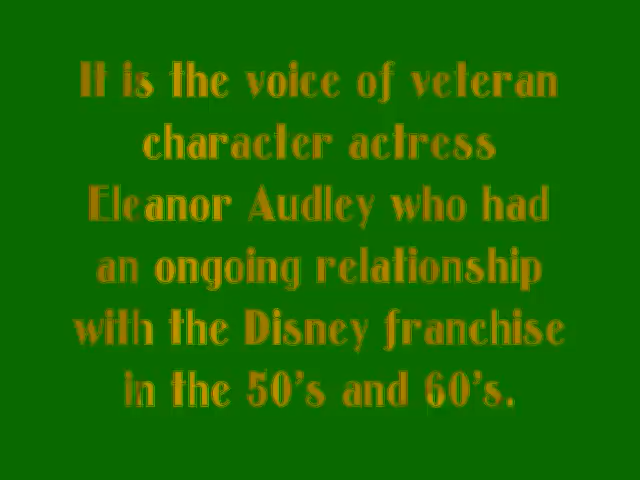 It is the voice of veteran
character actress
Eleanor Audley who had
an ongoing relationship
with the Disney franchise
in the 50's and 60's.